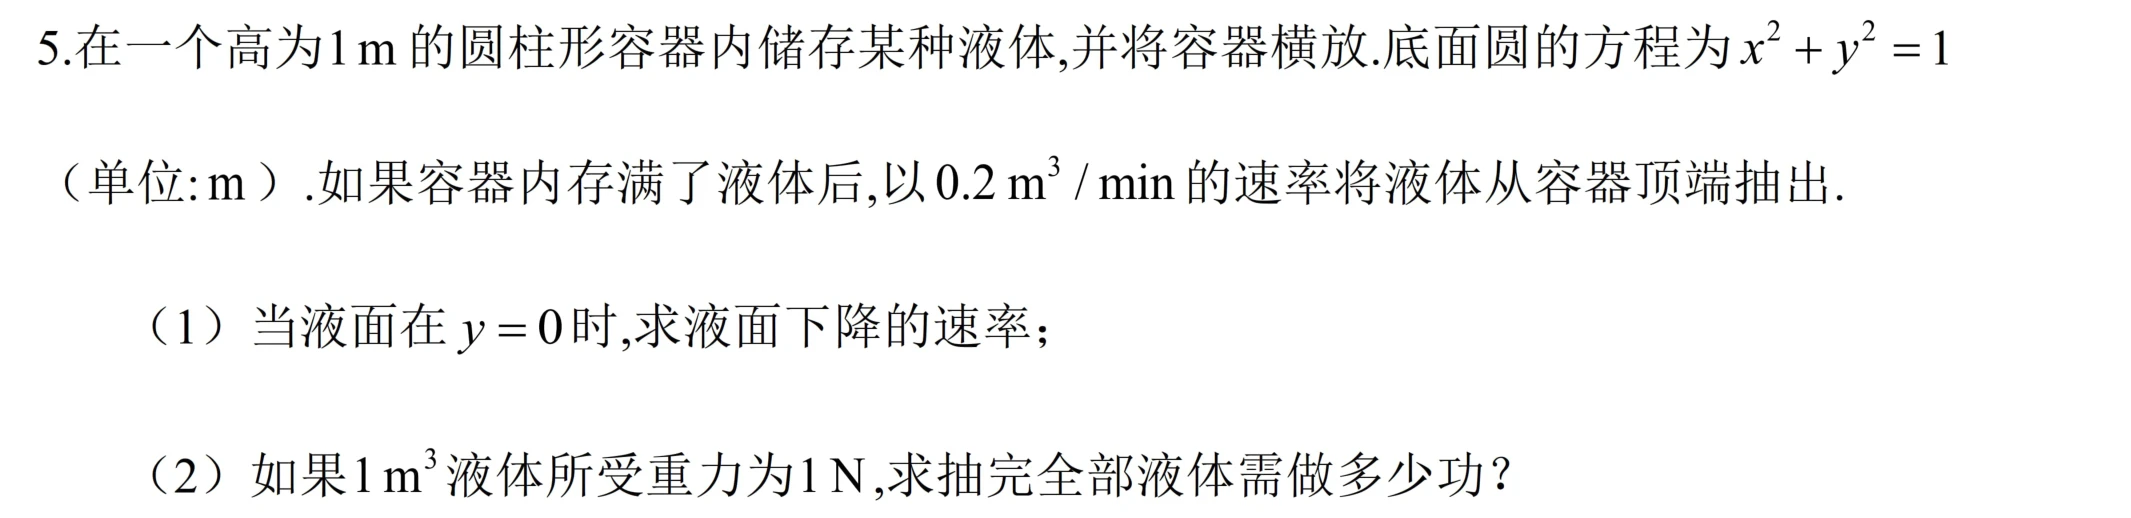 5.在一个高为1 m 的圆柱形容器内储存某种液体,并将容器横放.底面圆的方程为 x² + y² = 1
（单位: m ）.如果容器内存满了液体后,以 0.2 m³ / min 的速率将液体从容器顶端抽出.
（1）当液面在 y = 0 时,求液面下降的速率；
（2）如果1 m³ 液体所受重力为1 N,求抽完全部液体需做多少功?